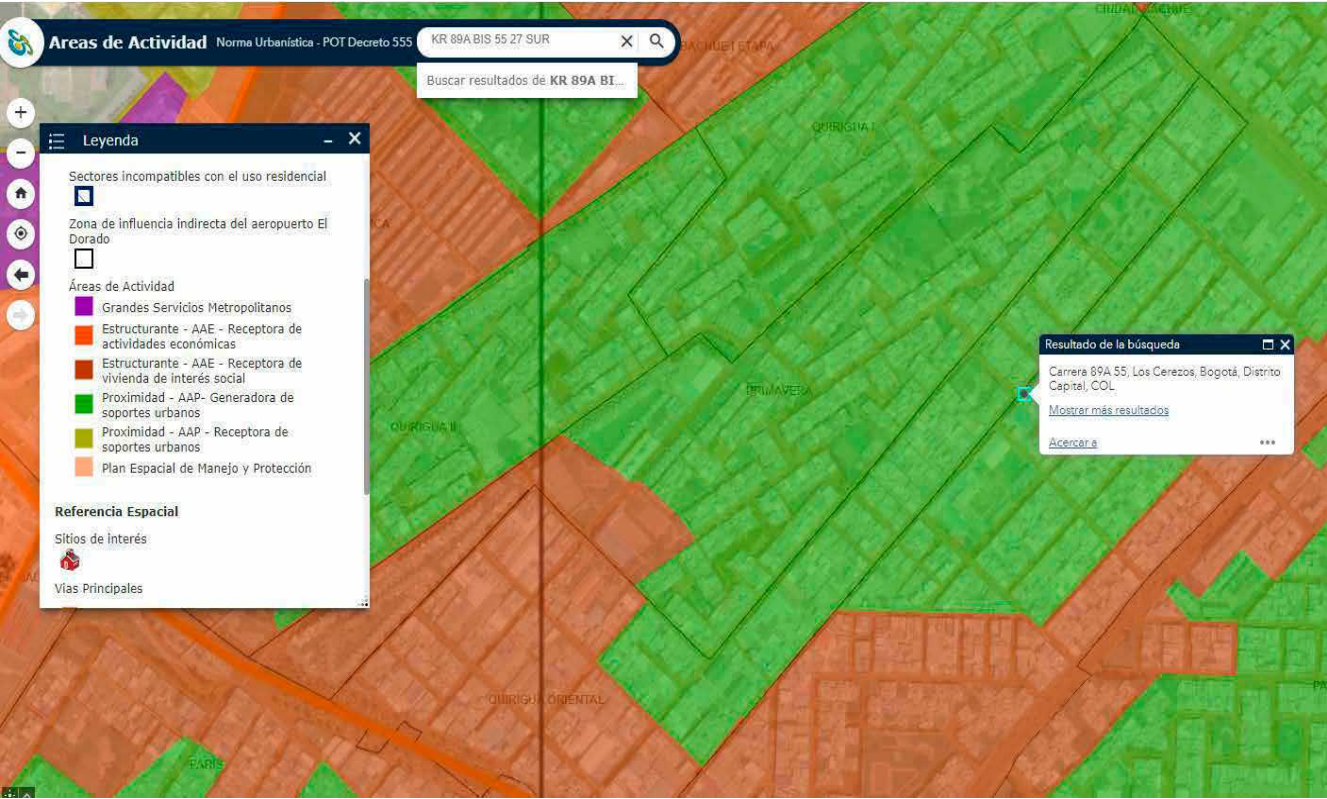 CIUDAD BACHUE
Areas de Actividad Norma Urbanística - POT Decreto 555
KR 89A BIS 55 27 SUR
BACHUE I ETAPA
Buscar resultados de KR 89A BI...
Leyenda
QUIRIGUA I
Sectores incompatibles con el uso residencial
Zona de influencia indirecta del aeropuerto El
Dorado
Áreas de Actividad
Grandes Servicios Metropolitanos
Estructurante - AAE - Receptora de
actividades económicas
Estructurante - AAE - Receptora de
vivienda de interés social
Proximidad - AAP- Generadora de
soportes urbanos
Proximidad - AAP - Receptora de
soportes urbanos
Plan Espacial de Manejo y Protección
Referencia Espacial
Sitios de interés
Vias Principales
Resultado de la búsqueda
Carrera 89A 55, Los Cerezos, Bogotá, Distrito
Capital, COL
Mostrar más resultados
Acercar a
PRIMAVERA
QUIRIGUA II
QUIRIGUA ORIENTAL
PARIS